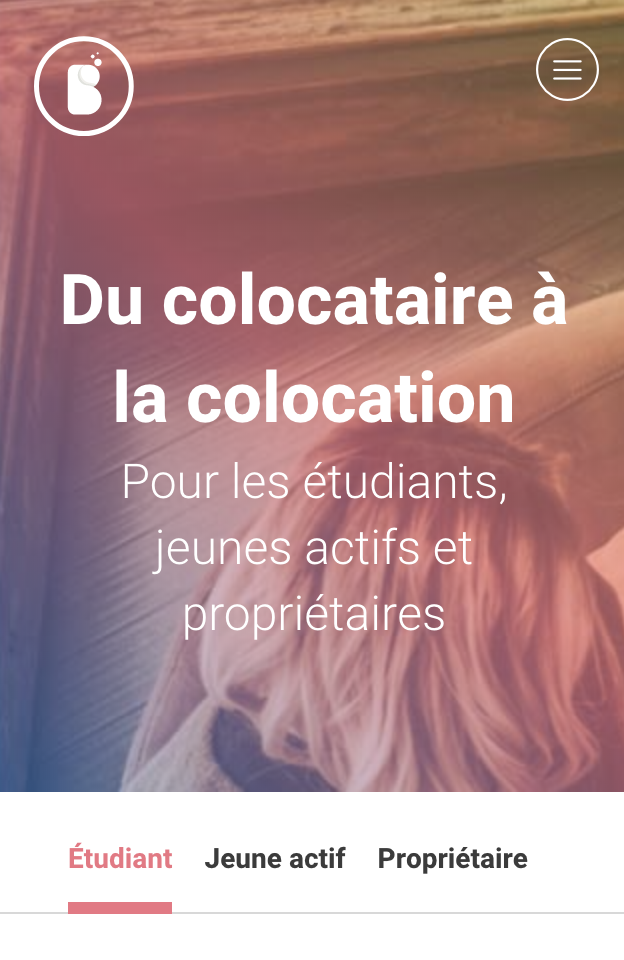 B
Du colocataire à
la colocation
Pour les étudiants,
jeunes actifs et
propriétaires
Étudiant Jeune actif Propriétaire